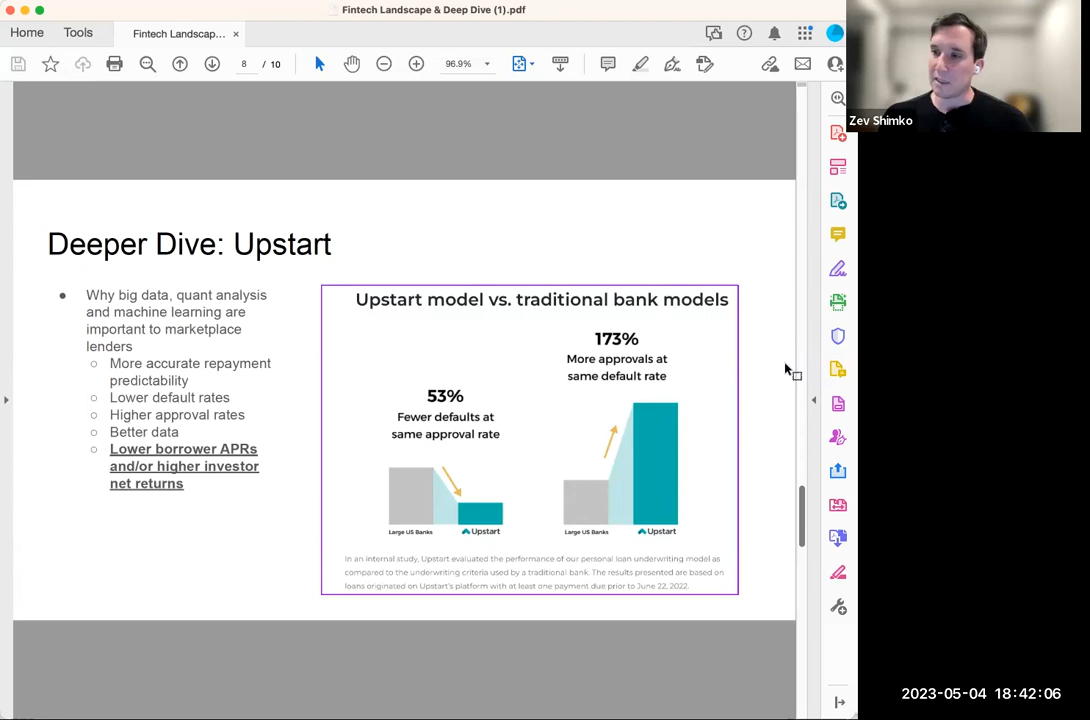 Fintech Landscape & Deep Dive (1).pdf
Home
Tools
Fintech Landscap...
8
/ 10
96.9%
Zev Shimko
Deeper Dive: Upstart
Why big data, quant analysis
and machine learning are
important to marketplace
lenders
More accurate repayment
predictability
Lower default rates
Higher approval rates
Better data
Lower borrower APRs
and/or higher investor
net returns
Upstart model vs. traditional bank models
53%
Fewer defaults at
same approval rate
Large US Banks
Upstart
173%
More approvals at
same default rate
Large US Banks
Upstart
In an internal study, Upstart evaluated the performance of our personal loan underwriting model as
compared to the underwriting criteria used by a traditional bank. The results presented are based on
loans originated on Upstart's platform with at least one payment due prior to June 22, 2022.
2023-05-04 18:42:06